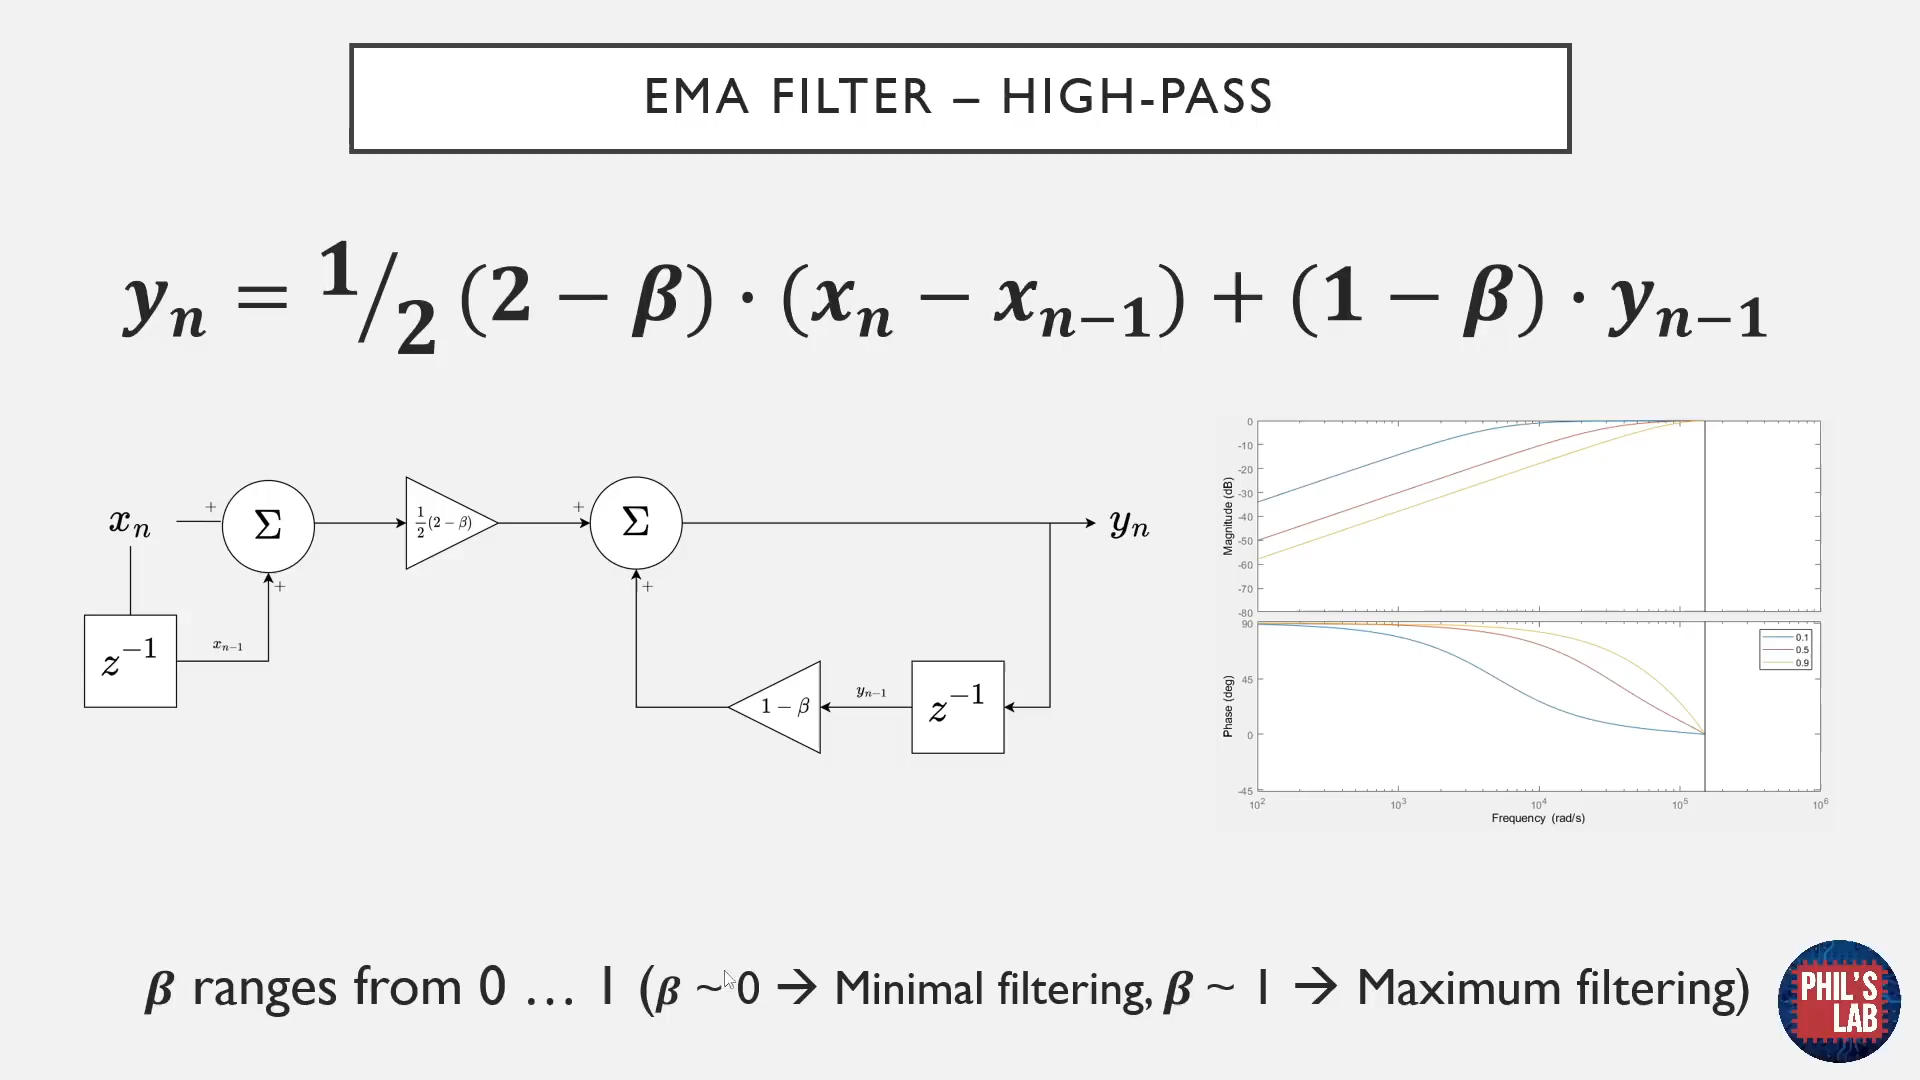 EMA FILTER – HIGH-PASS
yₙ = ½ (2 − β) · (xₙ − xₙ₋₁) + (1 − β) · yₙ₋₁
xₙ
+
Σ
+
½(2 − β)
+
Σ
+
yₙ
z⁻¹
xₙ₋₁
1 − β
yₙ₋₁
z⁻¹
Magnitude (dB)
0
-10
-20
-30
-40
-50
-60
-70
-80
Phase (deg)
90
45
0
-45
0.1
0.5
0.9
10² 10³ 10⁴ 10⁵ 10⁶
Frequency (rad/s)
β ranges from 0 … 1 (β ~ 0 → Minimal filtering, β ~ 1 → Maximum filtering)
PHIL'S
LAB